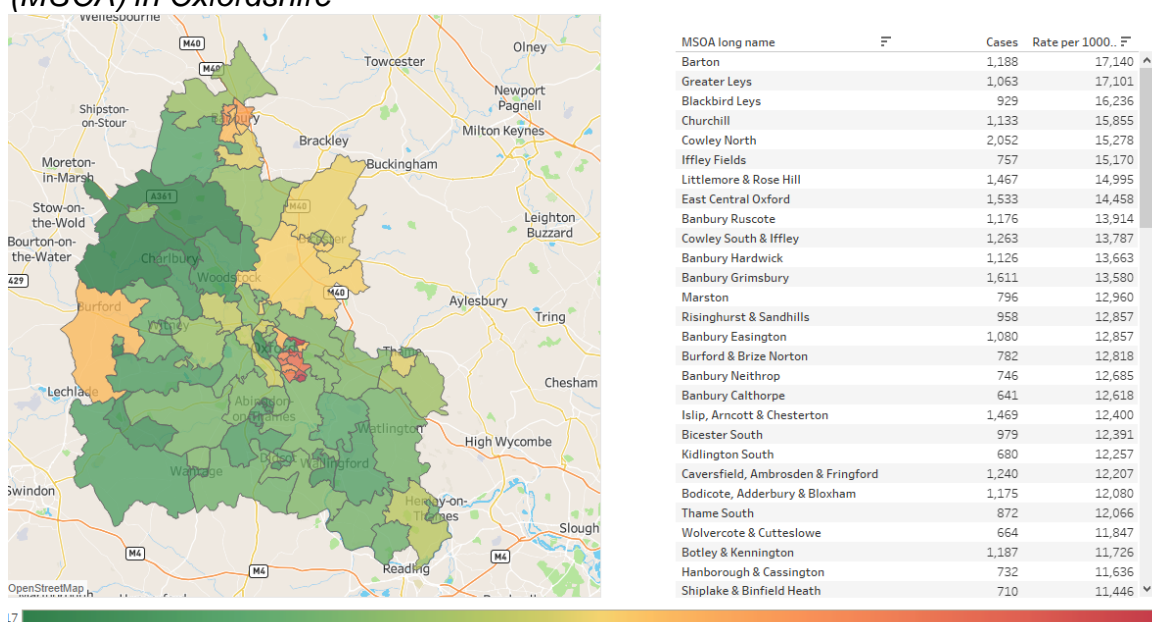 (MSOA) in Oxfordshire
Wellesbourne
M40
Olney
M40
Towcester
Newport
Pagnell
Shipston-
on-Stour
Banbury
Milton Keynes
Brackley
Buckingham
Moreton-
in-Marsh
A361
M40
Stow-on-
the-Wold
Leighton
Buzzard
Bourton-on-
the-Water
Bicester
Charlbury
Woodstock
429
M40
Burford
Aylesbury
Tring
Witney
Oxford
Thame
Chesham
Lechlade
Abingdon-
on-Thames
Watlington
High Wycombe
Didcot
Wallingford
Wantage
Swindon
Henley-on-
Thames
Slough
M4
M4
M4
Reading
OpenStreetMap
17
MSOA long name Cases Rate per 1000..
Barton 1,188 17,140
Greater Leys 1,063 17,101
Blackbird Leys 929 16,236
Churchill 1,133 15,855
Cowley North 2,052 15,278
Iffley Fields 757 15,170
Littlemore & Rose Hill 1,467 14,995
East Central Oxford 1,533 14,458
Banbury Ruscote 1,176 13,914
Cowley South & Iffley 1,263 13,787
Banbury Hardwick 1,126 13,663
Banbury Grimsbury 1,611 13,580
Marston 796 12,960
Risinghurst & Sandhills 958 12,857
Banbury Easington 1,080 12,857
Burford & Brize Norton 782 12,818
Banbury Neithrop 746 12,685
Banbury Calthorpe 641 12,618
Islip, Arncott & Chesterton 1,469 12,400
Bicester South 979 12,391
Kidlington South 680 12,257
Caversfield, Ambrosden & Fringford 1,240 12,207
Bodicote, Adderbury & Bloxham 1,175 12,080
Thame South 872 12,066
Wolvercote & Cutteslowe 664 11,847
Botley & Kennington 1,187 11,726
Hanborough & Cassington 732 11,636
Shiplake & Binfield Heath 710 11,446